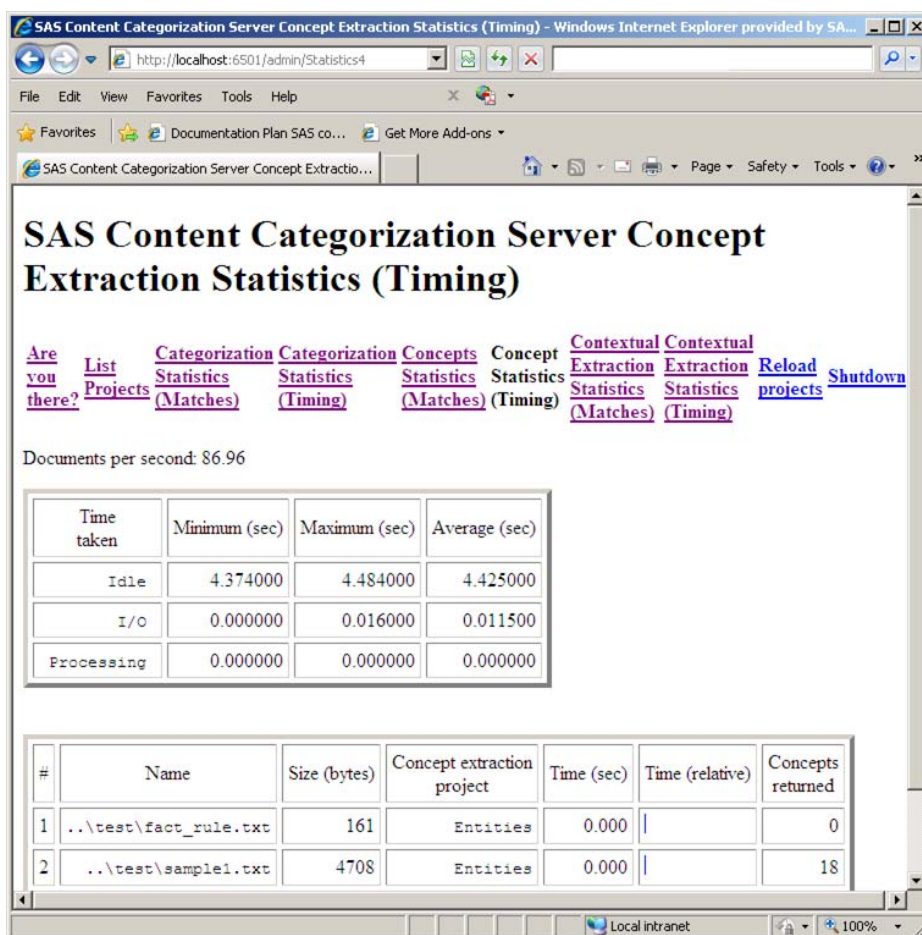 SAS Content Categorization Server Concept Extraction Statistics (Timing) - Windows Internet Explorer provided by SA...
http://localhost:6501/admin/Statistics4
File Edit View Favorites Tools Help
Favorites Documentation Plan SAS co... Get More Add-ons
SAS Content Categorization Server Concept Extractio... Page Safety Tools
SAS Content Categorization Server Concept
Extraction Statistics (Timing)
Are you there? List Projects Categorization Statistics (Matches) Categorization Statistics (Timing) Concepts Statistics (Matches) Concept Statistics (Timing) Contextual Extraction Statistics (Matches) Contextual Extraction Statistics (Timing) Reload projects Shutdown
Documents per second: 86.96
Time taken Minimum (sec) Maximum (sec) Average (sec)
Idle 4.374000 4.484000 4.425000
I/O 0.000000 0.016000 0.011500
Processing 0.000000 0.000000 0.000000
# Name Size (bytes) Concept extraction project Time (sec) Time (relative) Concepts returned
1 ..\test\fact_rule.txt 161 Entities 0.000 0
2 ..\test\sample1.txt 4708 Entities 0.000 18
Local intranet 100%